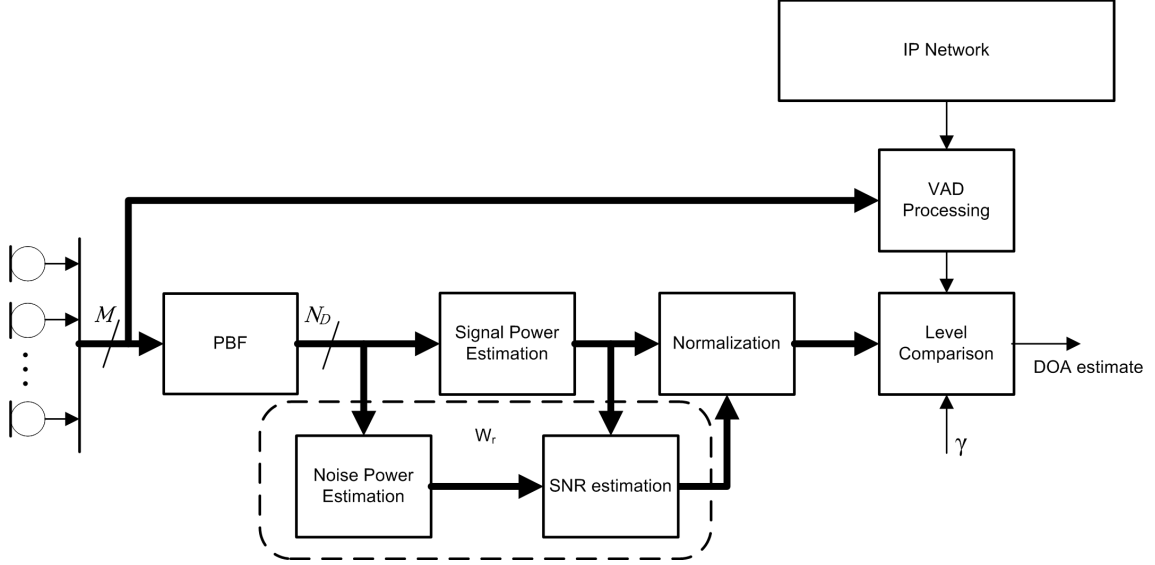 IP Network
VAD
Processing
M
PBF
N_D
Signal Power
Estimation
Normalization
Level
Comparison
DOA estimate
W_r
γ
Noise Power
Estimation
SNR estimation